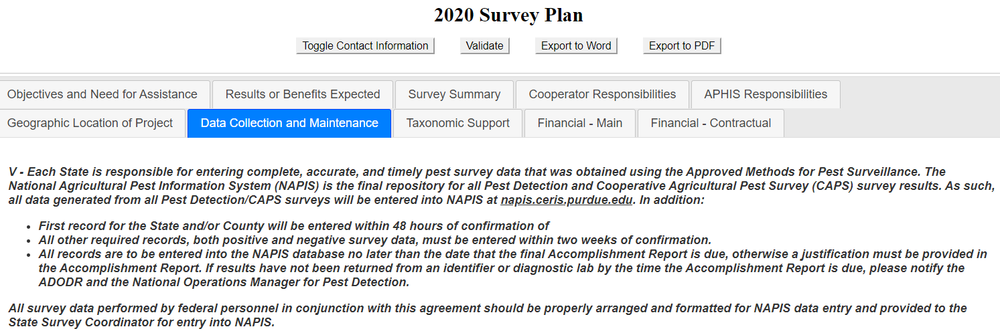 2020 Survey Plan
Toggle Contact Information Validate Export to Word Export to PDF
Objectives and Need for Assistance Results or Benefits Expected Survey Summary Cooperator Responsibilities APHIS Responsibilities
Geographic Location of Project Data Collection and Maintenance Taxonomic Support Financial - Main Financial - Contractual
V - Each State is responsible for entering complete, accurate, and timely pest survey data that was obtained using the Approved Methods for Pest Surveillance. The
National Agricultural Pest Information System (NAPIS) is the final repository for all Pest Detection and Cooperative Agricultural Pest Survey (CAPS) survey results. As such,
all data generated from all Pest Detection/CAPS surveys will be entered into NAPIS at napis.ceris.purdue.edu. In addition:
• First record for the State and/or County will be entered within 48 hours of confirmation of
• All other required records, both positive and negative survey data, must be entered within two weeks of confirmation.
• All records are to be entered into the NAPIS database no later than the date that the final Accomplishment Report is due, otherwise a justification must be provided in
the Accomplishment Report. If results have not been returned from an identifier or diagnostic lab by the time the Accomplishment Report is due, please notify the
ADODR and the National Operations Manager for Pest Detection.
All survey data performed by federal personnel in conjunction with this agreement should be properly arranged and formatted for NAPIS data entry and provided to the
State Survey Coordinator for entry into NAPIS.